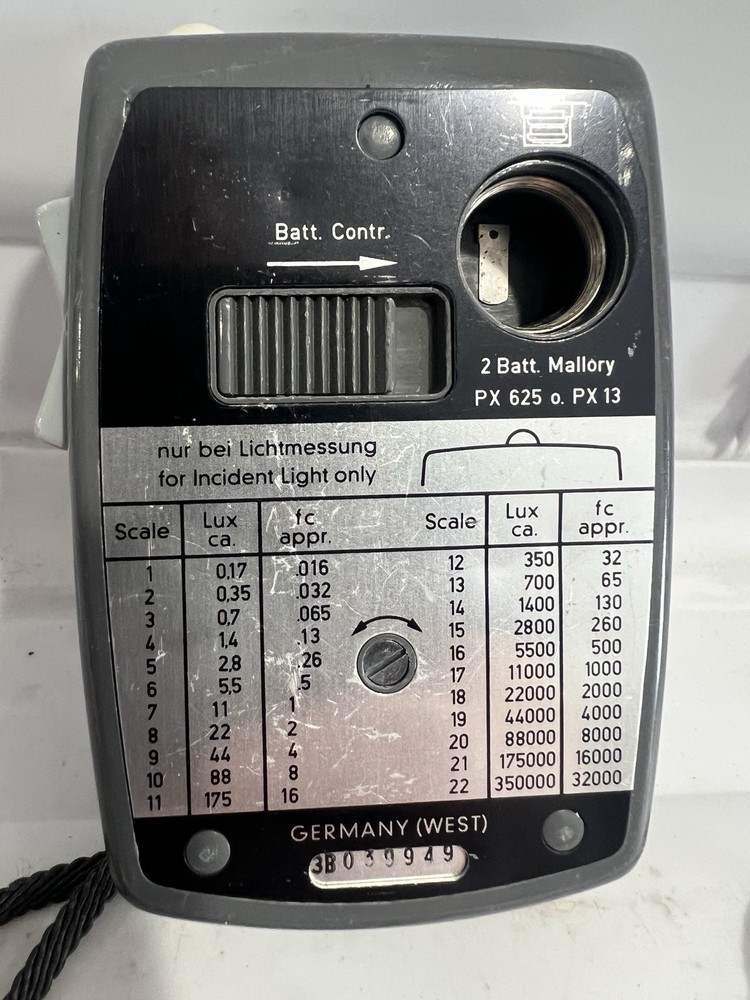 Batt. Contr.
2 Batt. Mallory
PX 625 o. PX 13
nur bei Lichtmessung
for Incident Light only
Scale Lux ca. fc appr.
1 0,17 .016
2 0,35 .032
3 0,7 .065
4 1,4 .13
5 2,8 .26
6 5,5 .5
7 11 1
8 22 2
9 44 4
10 88 8
11 175 16
Scale Lux ca. fc appr.
12 350 32
13 700 65
14 1400 130
15 2800 260
16 5500 500
17 11000 1000
18 22000 2000
19 44000 4000
20 88000 8000
21 175000 16000
22 350000 32000
GERMANY (WEST)
3B039949